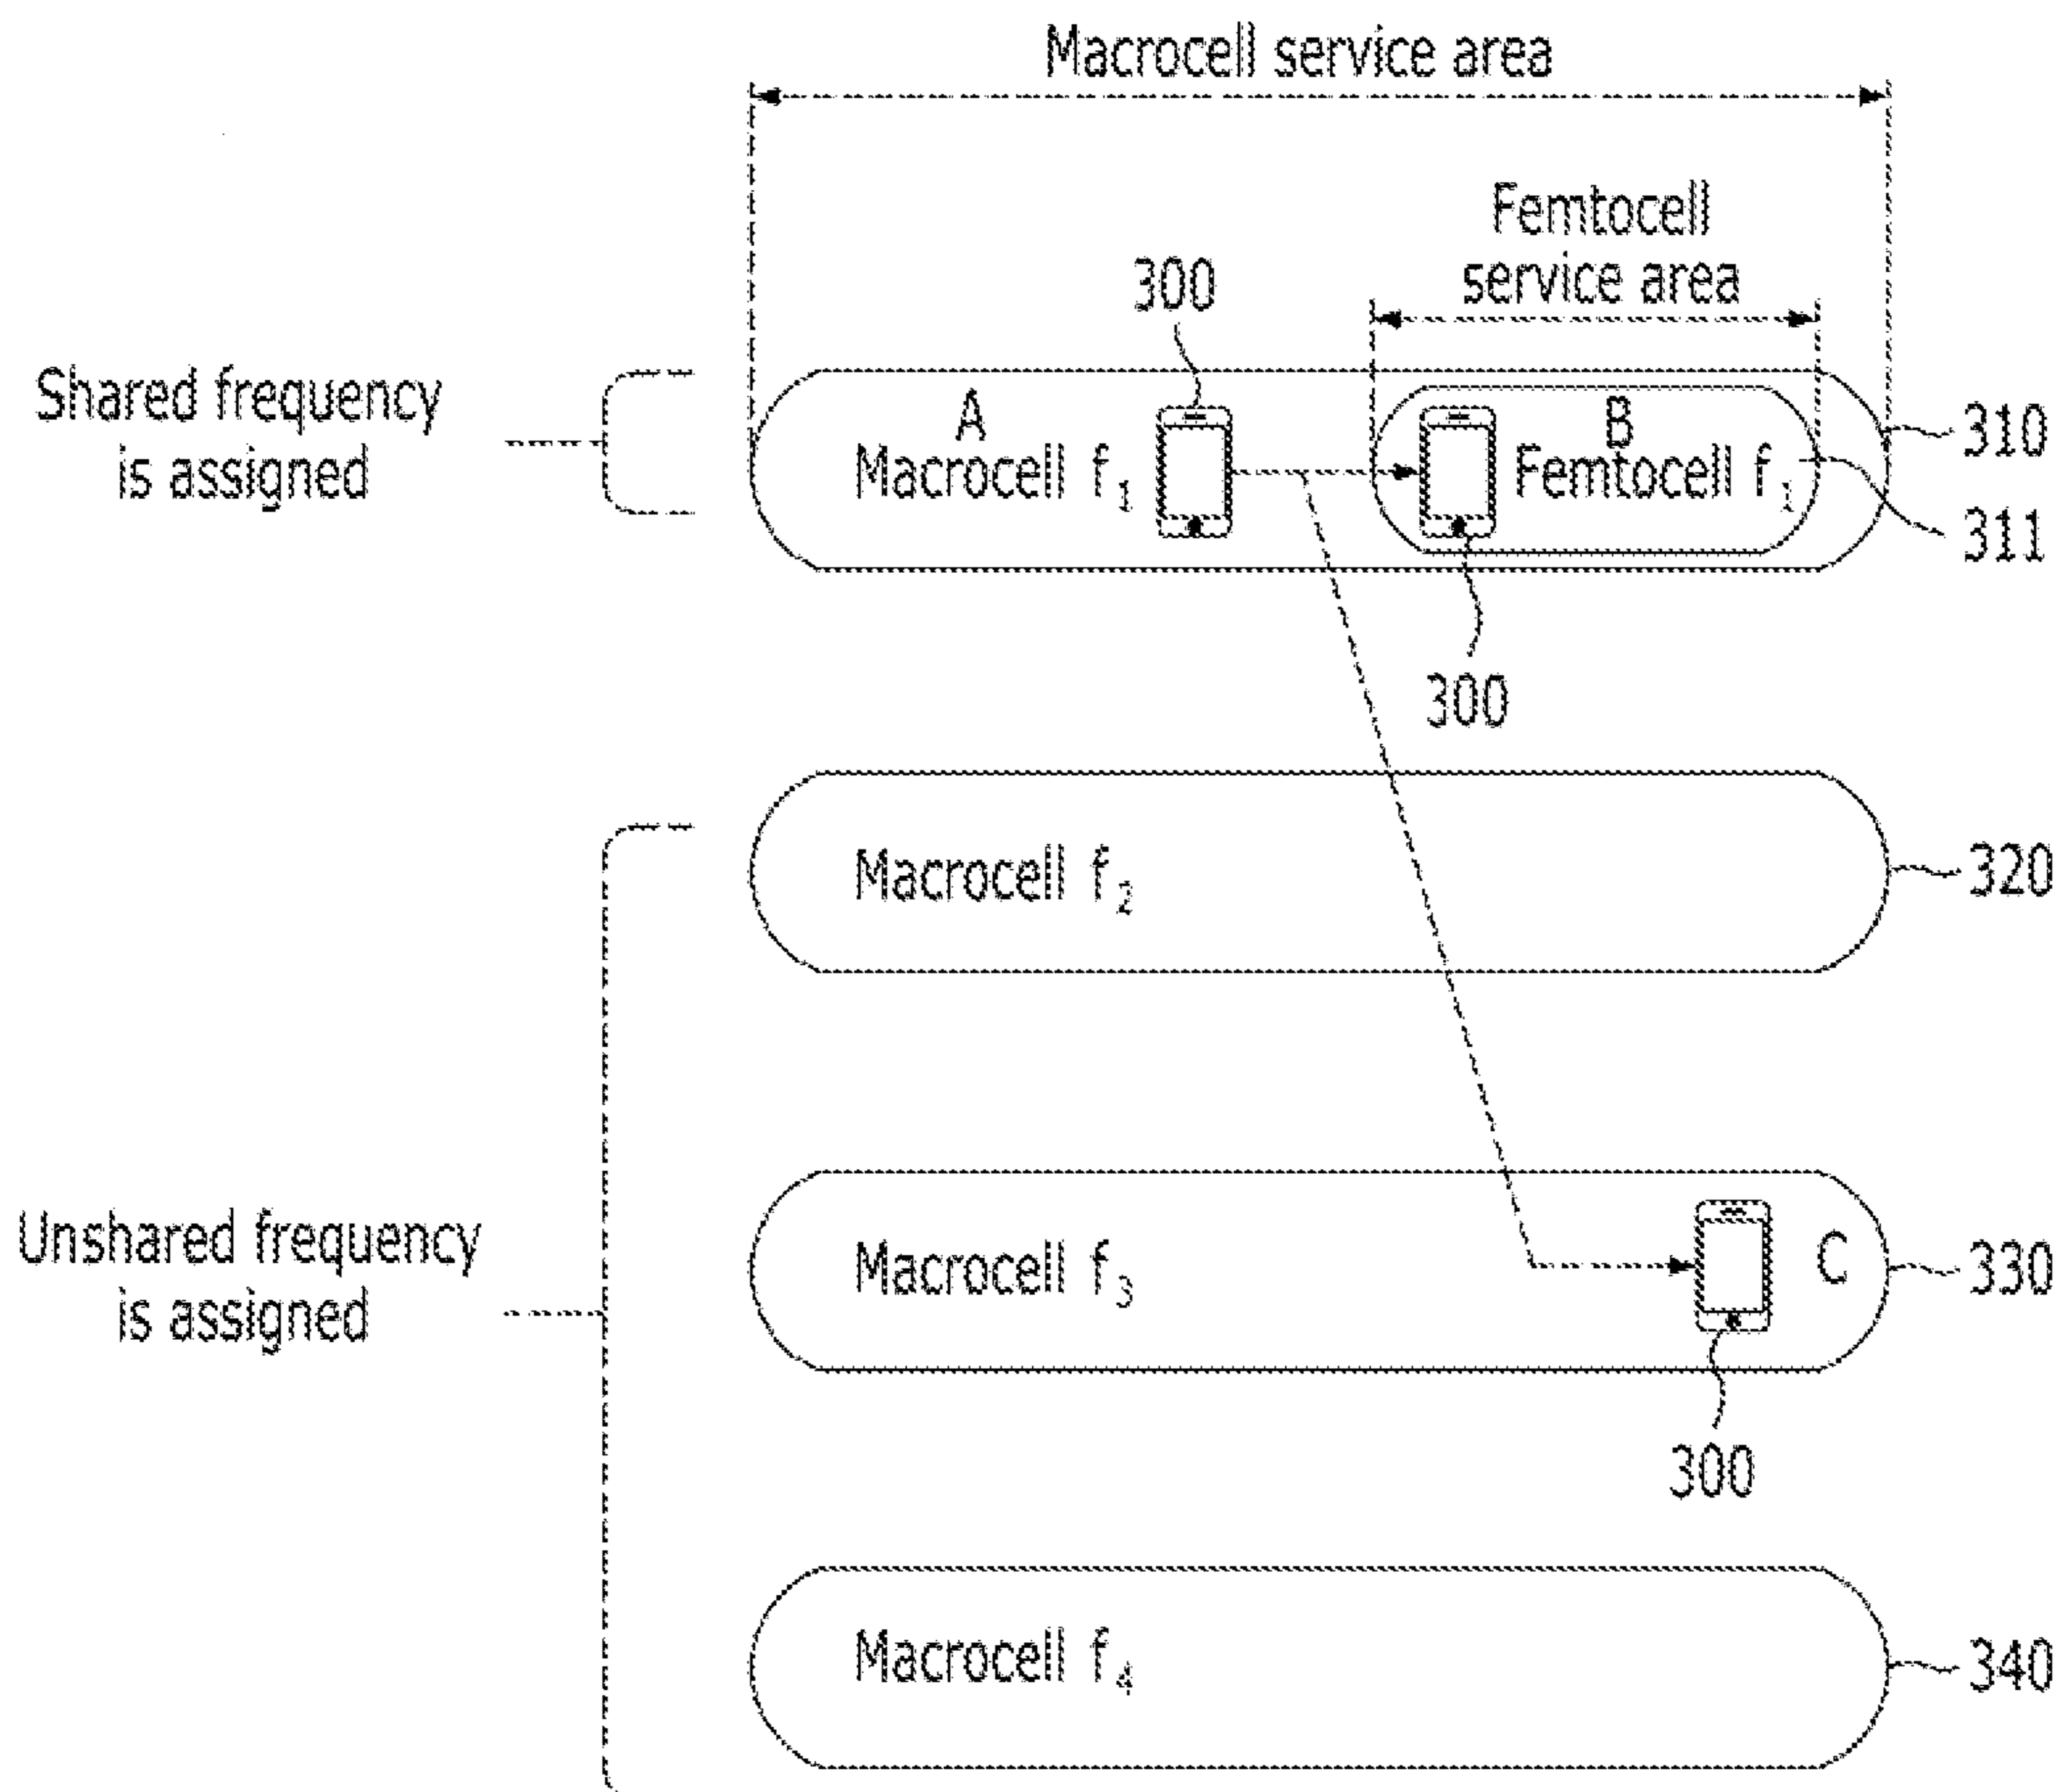 Macrocell service area
Femtocell
service area
300
Shared frequency
is assigned
A
Macrocell f₁
B
Femtocell f₁
310
311
300
Macrocell f₂
320
Unshared frequency
is assigned
Macrocell f₃
C
330
300
Macrocell f₄
340